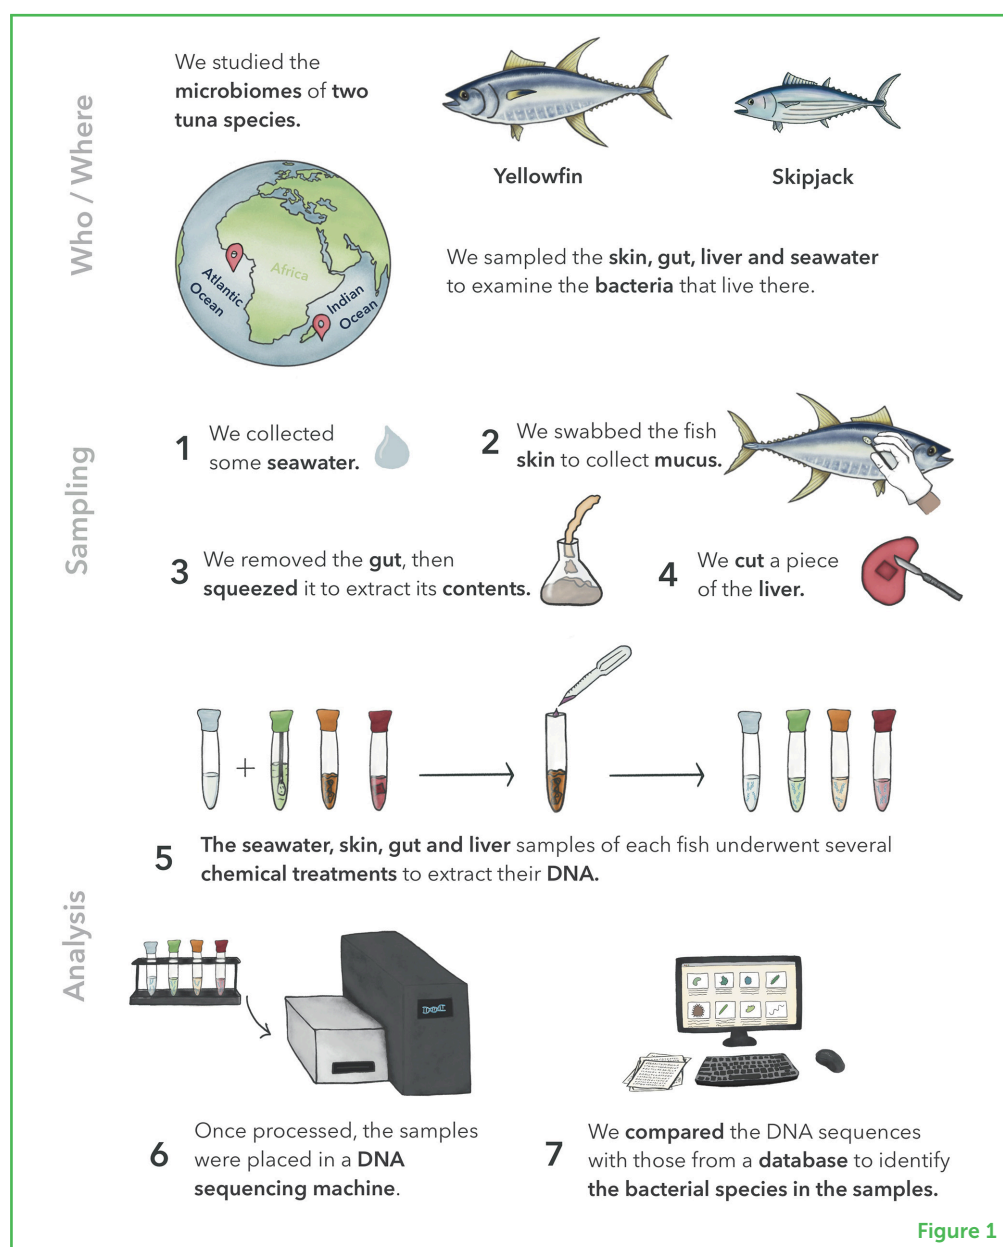 Who / Where
We studied the
microbiomes of two
tuna species.
Yellowfin
Skipjack
Africa
Atlantic
Ocean
Indian
Ocean
We sampled the skin, gut, liver and seawater
to examine the bacteria that live there.
Sampling
1 We collected
some seawater.
2 We swabbed the fish
skin to collect mucus.
3 We removed the gut, then
squeezed it to extract its contents.
4 We cut a piece
of the liver.
Analysis
+
5 The seawater, skin, gut and liver samples of each fish underwent several
chemical treatments to extract their DNA.
6 Once processed, the samples
were placed in a DNA
sequencing machine.
7 We compared the DNA sequences
with those from a database to identify
the bacterial species in the samples.
Figure 1